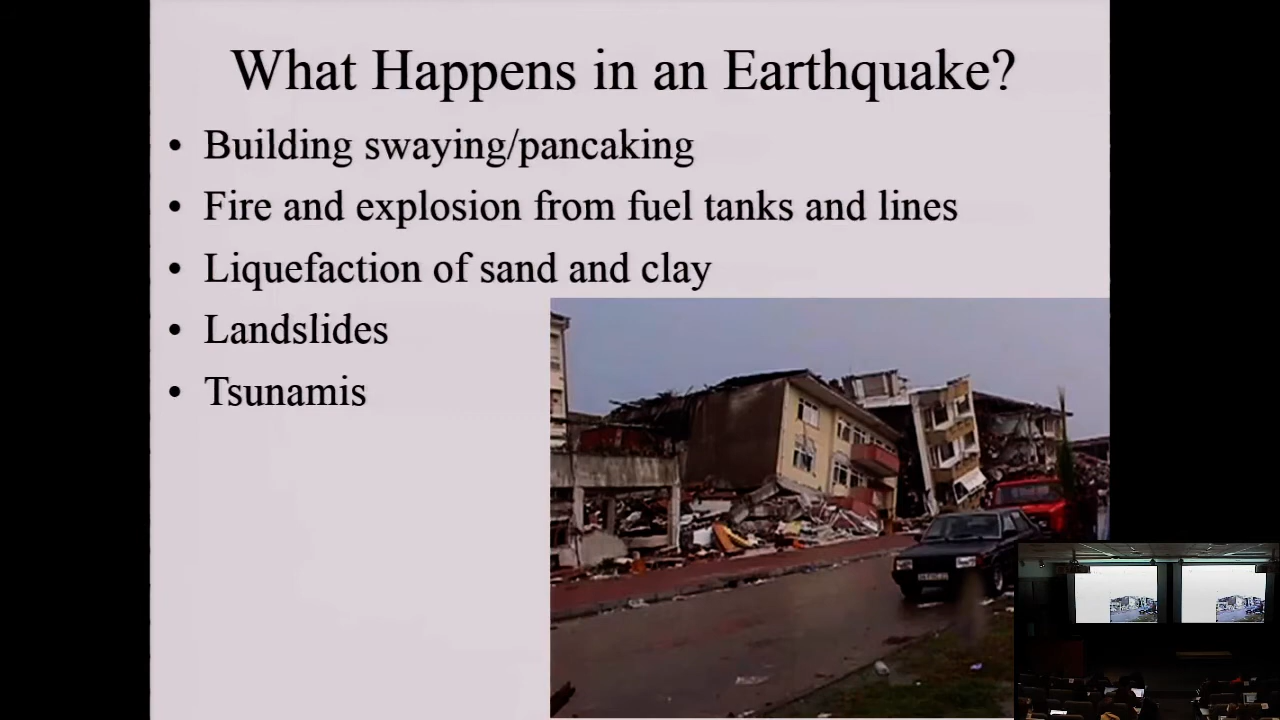 What Happens in an Earthquake?
• Building swaying/pancaking
• Fire and explosion from fuel tanks and lines
• Liquefaction of sand and clay
• Landslides
• Tsunamis